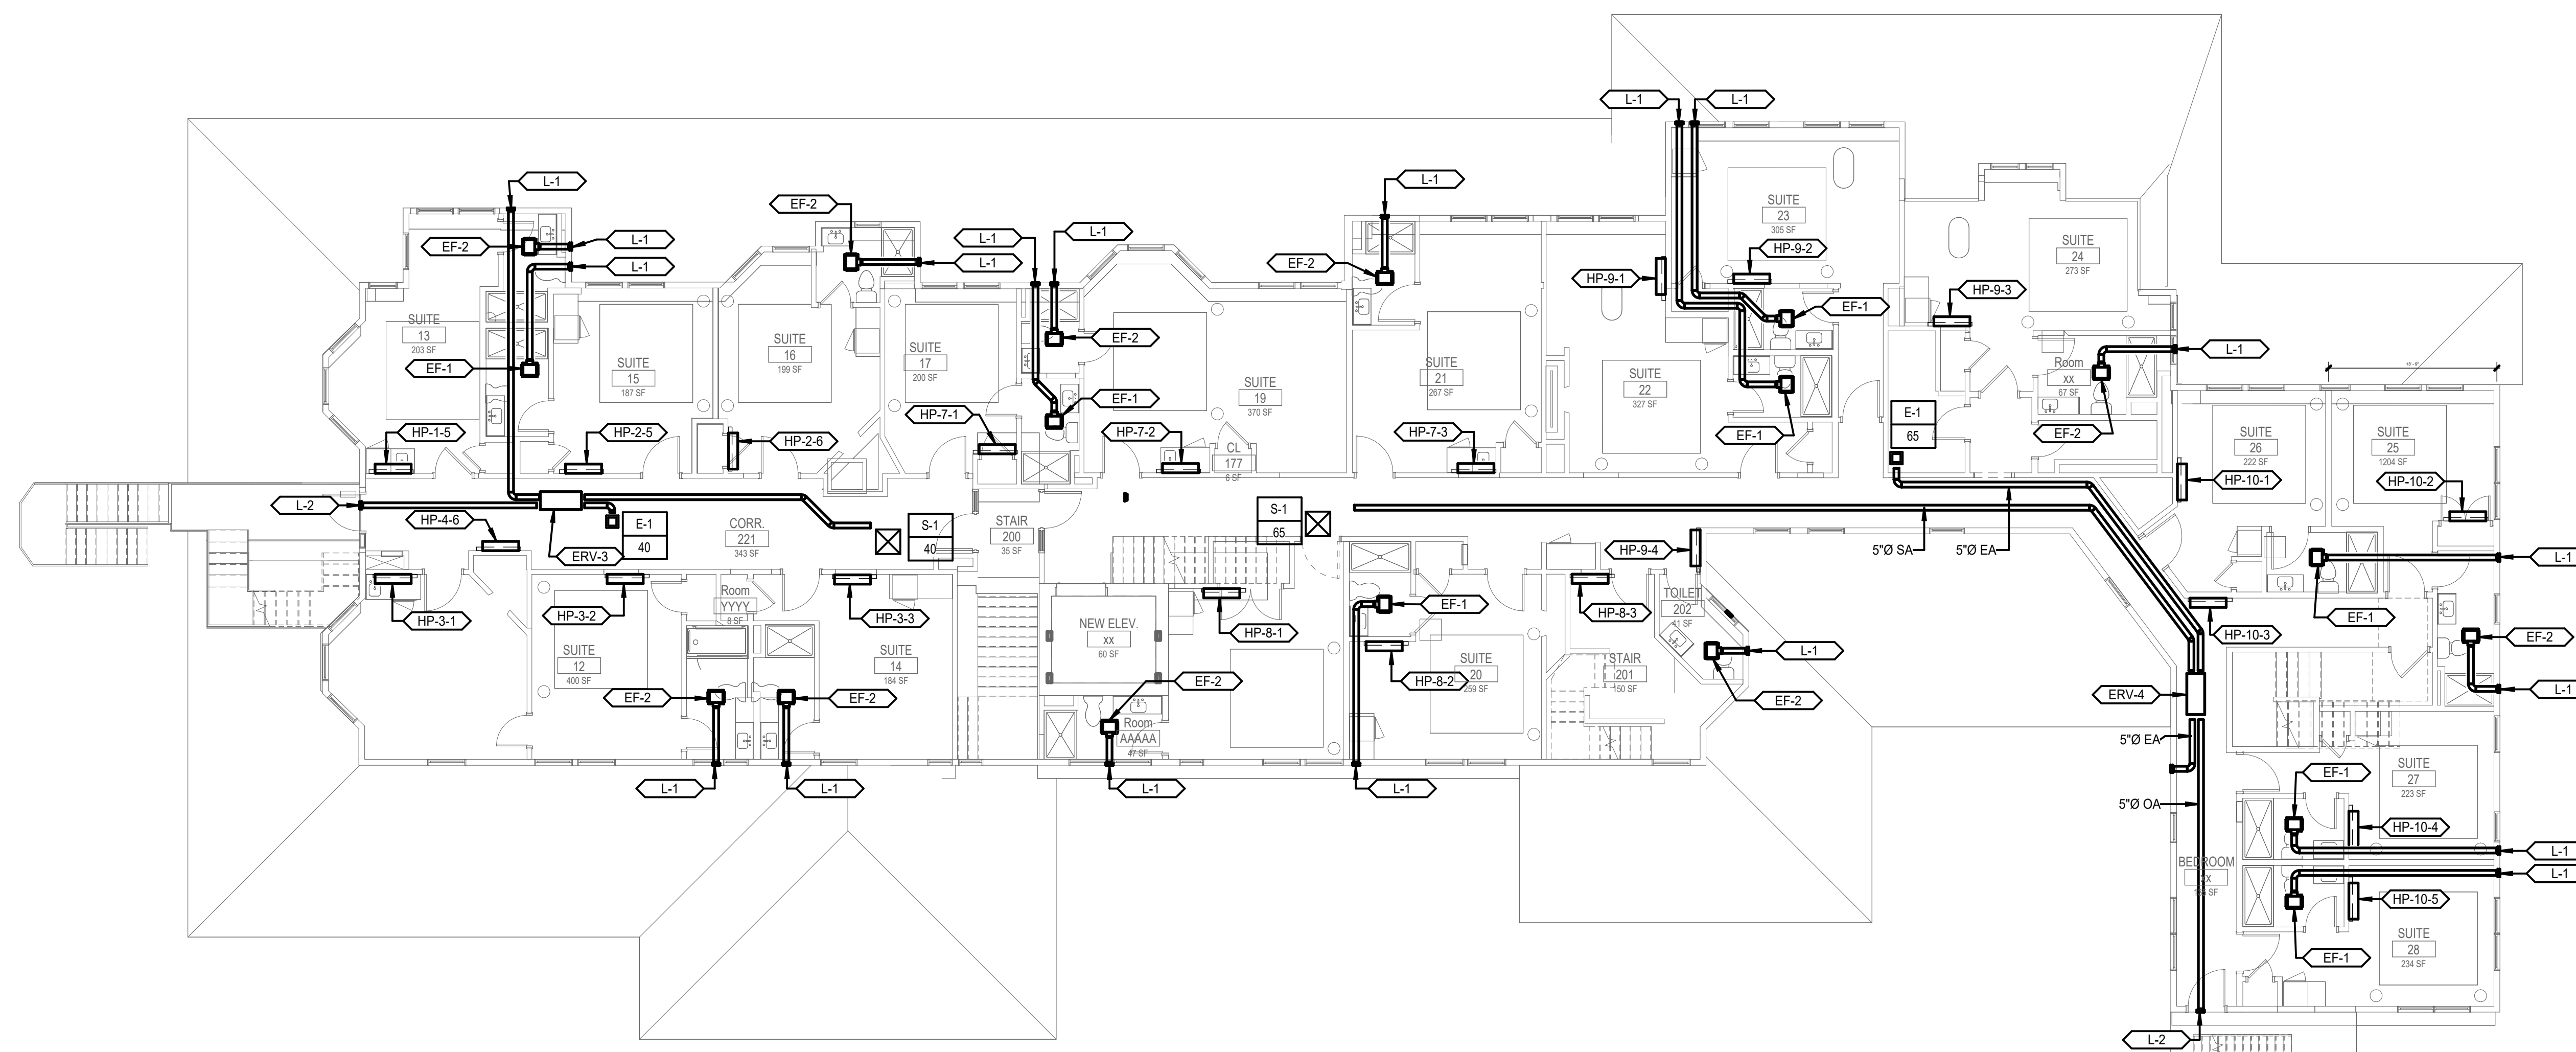 L-1
L-1
L-1
L-1
EF-2
EF-2
L-1
L-1
L-1
L-1
L-1
EF-2
L-1
EF-2
EF-1
EF-1
SUITE
13
203 SF
SUITE
15
187 SF
SUITE
16
199 SF
SUITE
17
200 SF
SUITE
19
370 SF
SUITE
21
267 SF
SUITE
22
327 SF
SUITE
23
305 SF
SUITE
24
273 SF
HP-9-1
HP-9-2
HP-9-3
EF-1
EF-1
Room
xx
67 SF
L-1
EF-2
13' - 9"
SUITE
26
222 SF
SUITE
25
1204 SF
HP-1-5
HP-2-5
HP-2-6
HP-7-1
HP-7-2
CL
177
6 SF
HP-7-3
E-1
65
HP-10-1
HP-10-2
L-2
HP-4-6
ERV-3
E-1
40
CORR.
221
343 SF
S-1
40
STAIR
200
35 SF
S-1
65
HP-9-4
5"Ø SA
5"Ø EA
L-1
EF-1
HP-3-1
HP-3-2
Room
YYYY
8 SF
HP-3-3
NEW ELEV.
xx
60 SF
HP-8-1
EF-1
HP-8-2
HP-8-3
TOILET
202
41 SF
L-1
EF-2
HP-10-3
EF-2
L-1
SUITE
12
400 SF
SUITE
14
184 SF
EF-2
EF-2
EF-2
Room
AAAAA
47 SF
SUITE
20
259 SF
STAIR
201
150 SF
ERV-4
5"Ø EA
5"Ø OA
L-1
L-1
L-1
L-1
SUITE
27
223 SF
EF-1
HP-10-4
L-1
L-1
BEDROOM
HP-10-5
EF-1
SUITE
28
234 SF
L-2